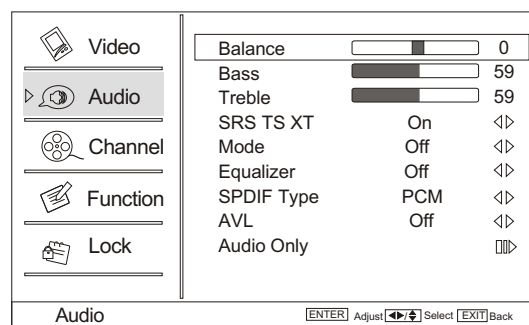 Video
Audio
Channel
Function
Lock
Balance 0
Bass 59
Treble 59
SRS TS XT On
Mode Off
Equalizer Off
SPDIF Type PCM
AVL Off
Audio Only
Audio ENTER Adjust Select EXIT Back